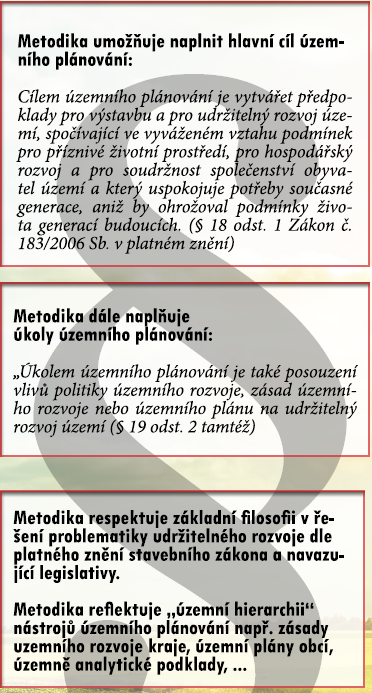 Metodika umožňuje naplnit hlavní cíl územ-
ního plánování:
Cílem územního plánování je vytvářet předpo-
klady pro výstavbu a pro udržitelný rozvoj úze-
mí, spočívající ve vyváženém vztahu podmínek
pro příznivé životní prostředí, pro hospodářský
rozvoj a pro soudržnost společenství obyva-
tel území a který uspokojuje potřeby současné
generace, aniž by ohrožoval podmínky živo-
ta generací budoucích. (§ 18 odst. 1 Zákon č.
183/2006 Sb. v platném znění)
Metodika dále naplňuje
úkoly územního plánování:
„Úkolem územního plánování je také posouzení
vlivů politiky územního rozvoje, zásad územní-
ho rozvoje nebo územního plánu na udržitelný
rozvoj území (§ 19 odst. 2 tamtéž)
Metodika respektuje základní filosofii v ře-
šení problematiky udržitelného rozvoje dle
platného znění stavebního zákona a navazu-
jící legislativy.
Metodika reflektuje „územní hierarchii“
nástrojů územního plánování např. zásady
uzemního rozvoje kraje, územní plány obcí,
územně analytické podklady, ...
§